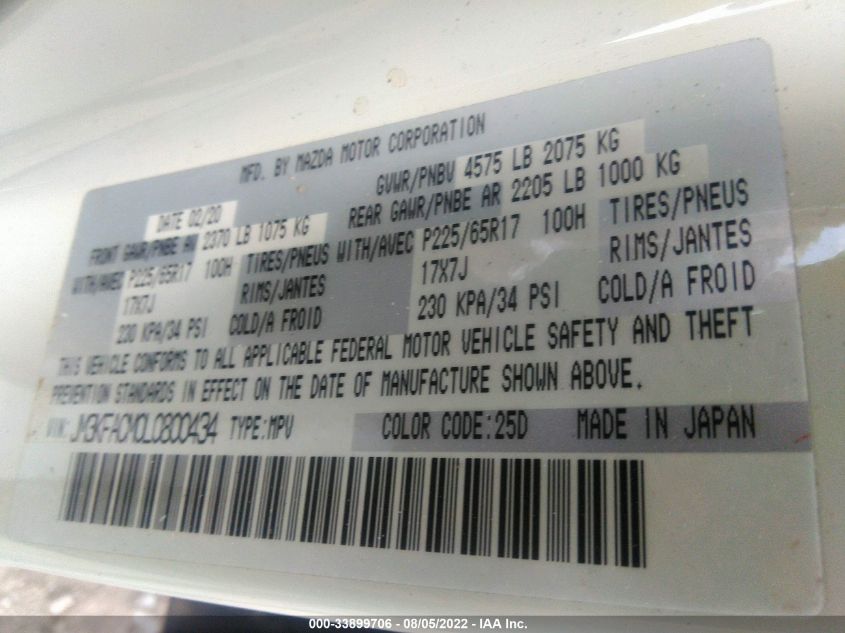 MFD. BY MAZDA MOTOR CORPORATION
DATE 02/20 GVWR/PNBV 4575 LB 2075 KG
FRONT GAWR/PNBE AV 2370 LB 1075 KG REAR GAWR/PNBE AR 2205 LB 1000 KG
WITH/AVEC P225/65R17 100H TIRES/PNEUS WITH/AVEC P225/65R17 100H TIRES/PNEUS
17X7J RIMS/JANTES 17X7J RIMS/JANTES
230 KPA/34 PSI COLD/A FROID 230 KPA/34 PSI COLD/A FROID
THIS VEHICLE CONFORMS TO ALL APPLICABLE FEDERAL MOTOR VEHICLE SAFETY AND THEFT
PREVENTION STANDARDS IN EFFECT ON THE DATE OF MANUFACTURE SHOWN ABOVE.
VIN: JM3KFACM0L0800434 TYPE:MPV COLOR CODE:25D MADE IN JAPAN
000-33899706 - 08/05/2022 - IAA Inc.